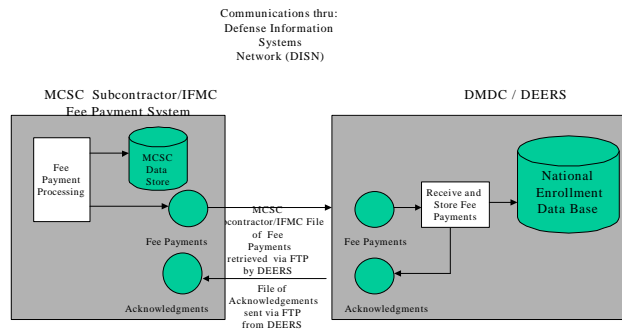 Communications thru:
Defense Information
Systems
Network (DISN)
MCSC Subcontractor/IFMC
Fee Payment System
DMDC / DEERS
Fee
Payment
Processing
MCSC
Data
Store
Fee Payments
Acknowledgments
MCSC
bcontractor/IFMC File
of Fee
Payments
retrieved via FTP
by DEERS
File of
Acknowledgements
sent via FTP
from DEERS
Fee Payments
Receive and
Store Fee
Payments
National
Enrollment
Data Base
Acknowledgments